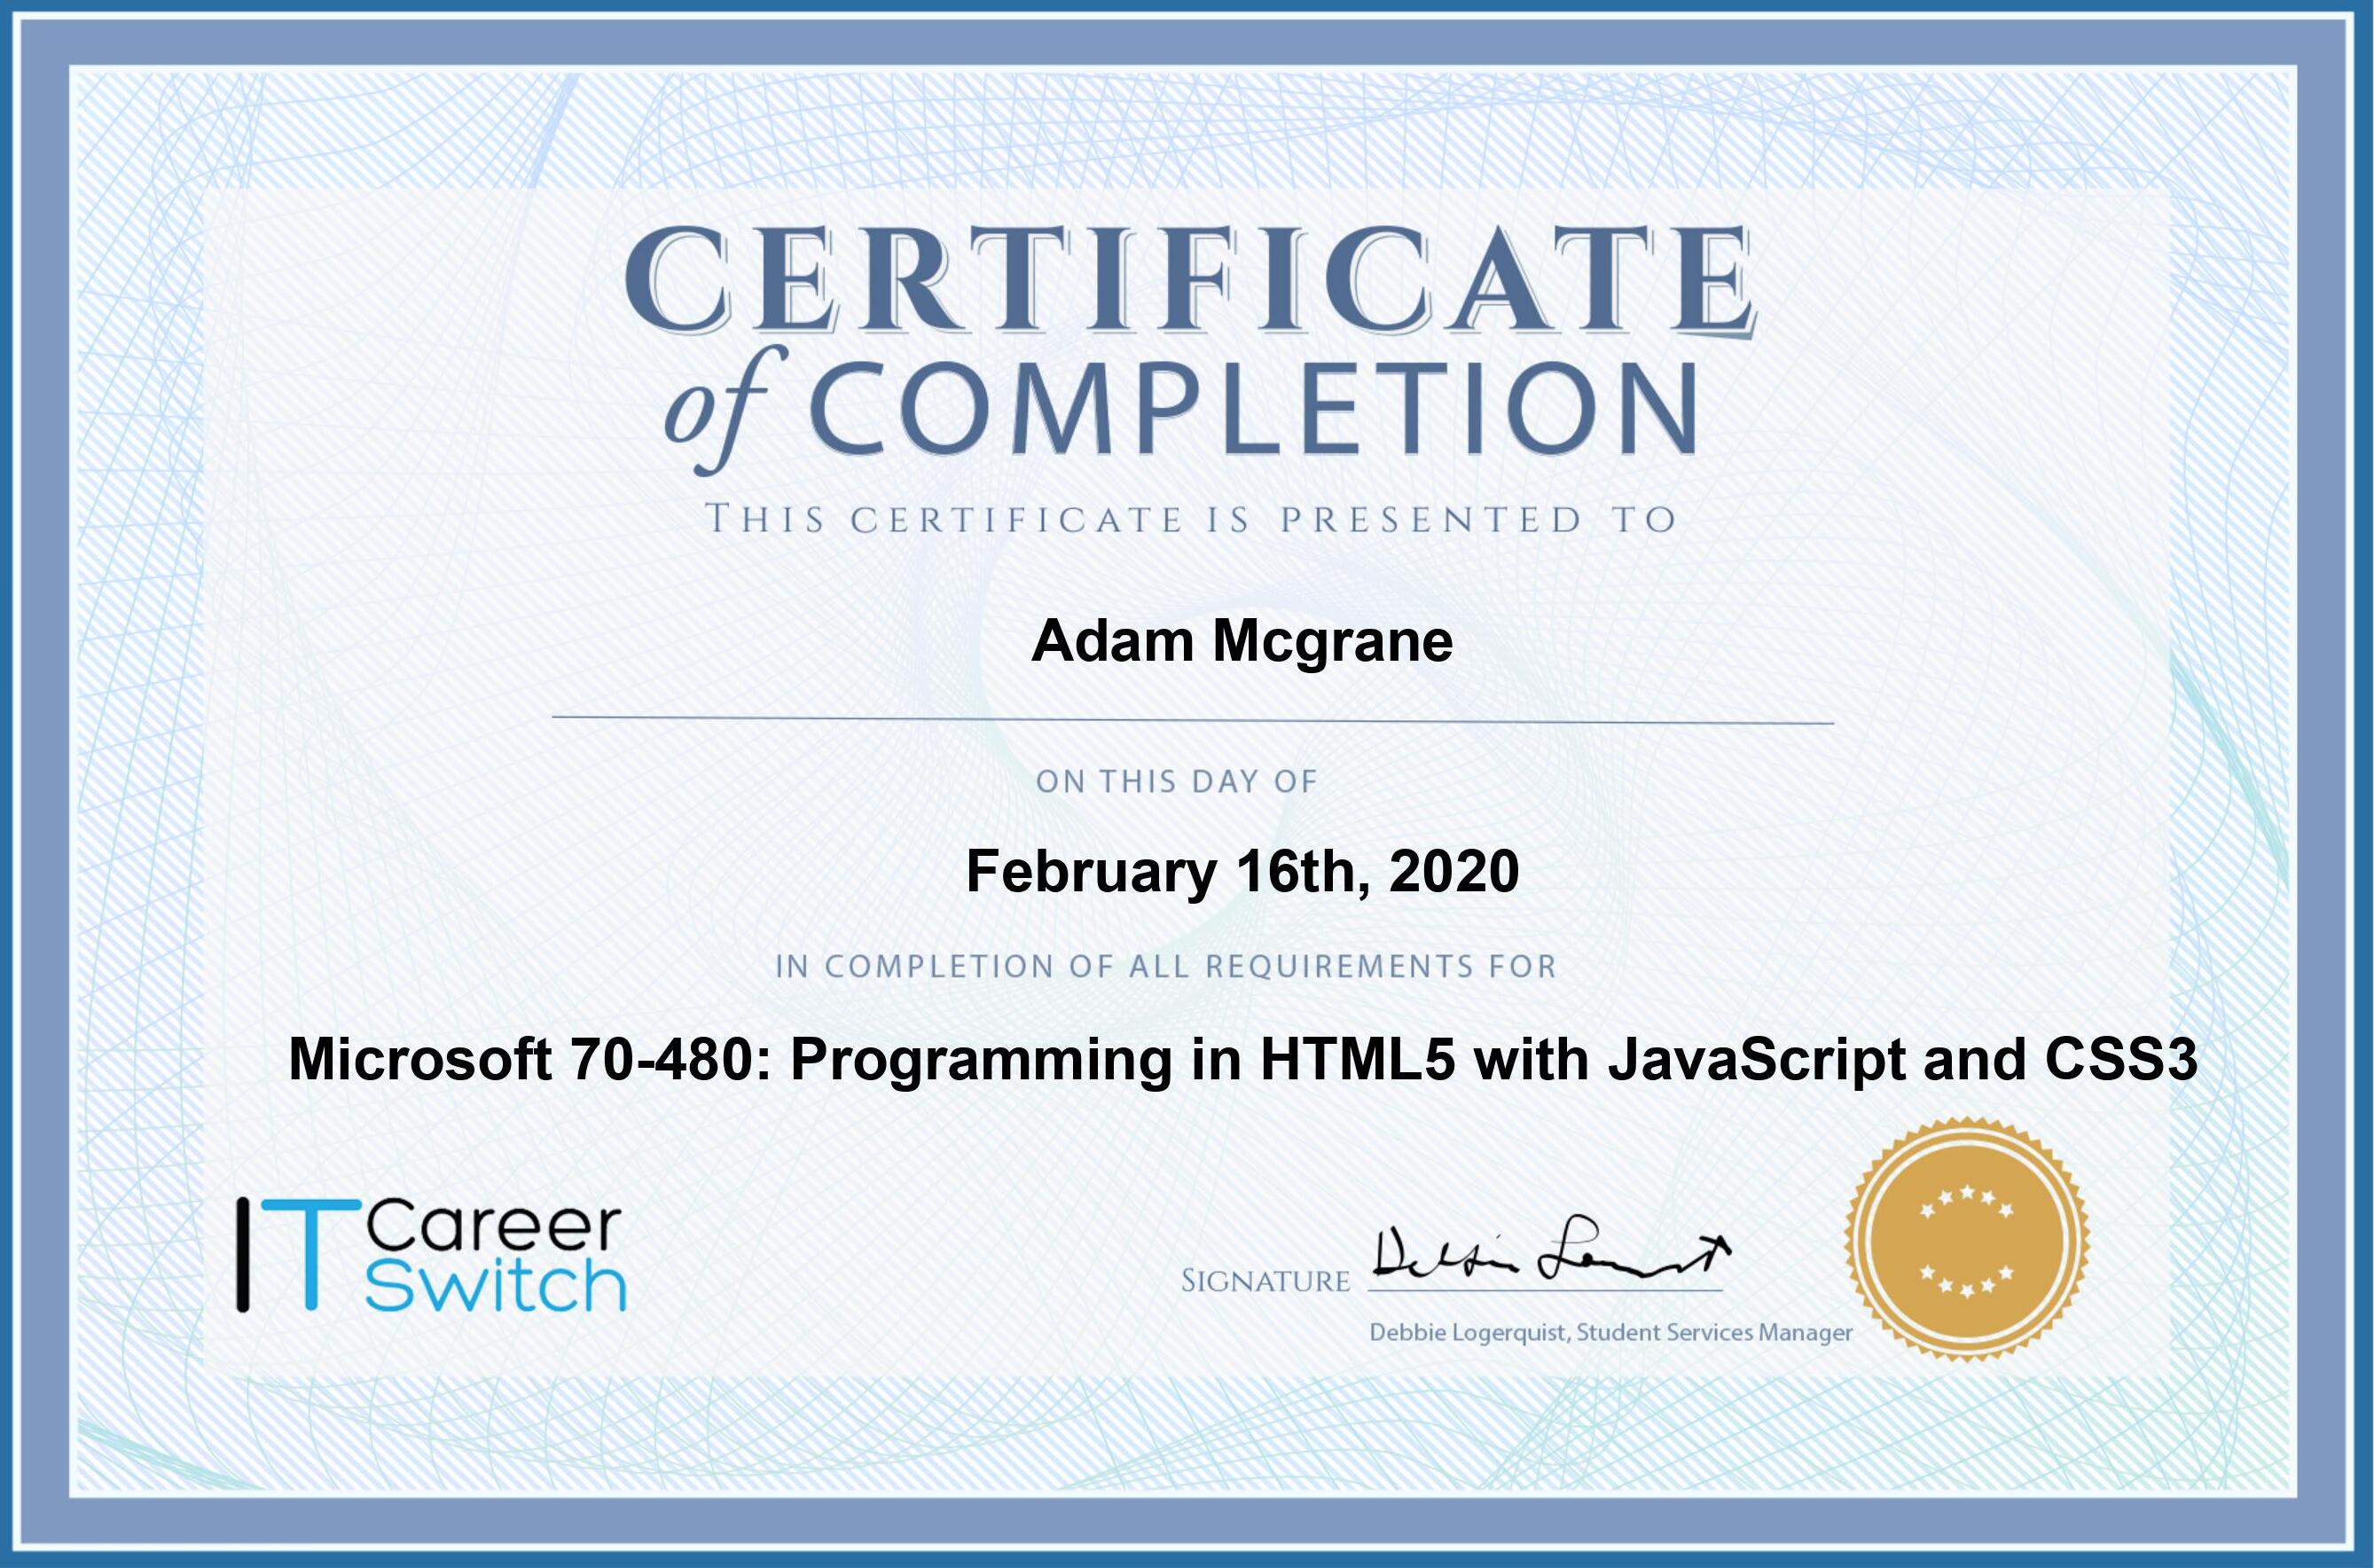 CERTIFICATE
of COMPLETION
THIS CERTIFICATE IS PRESENTED TO
Adam Mcgrane
ON THIS DAY OF
February 16th, 2020
IN COMPLETION OF ALL REQUIREMENTS FOR
Microsoft 70-480: Programming in HTML5 with JavaScript and CSS3
IT Career
Switch
SIGNATURE
Debbie Logerquist, Student Services Manager